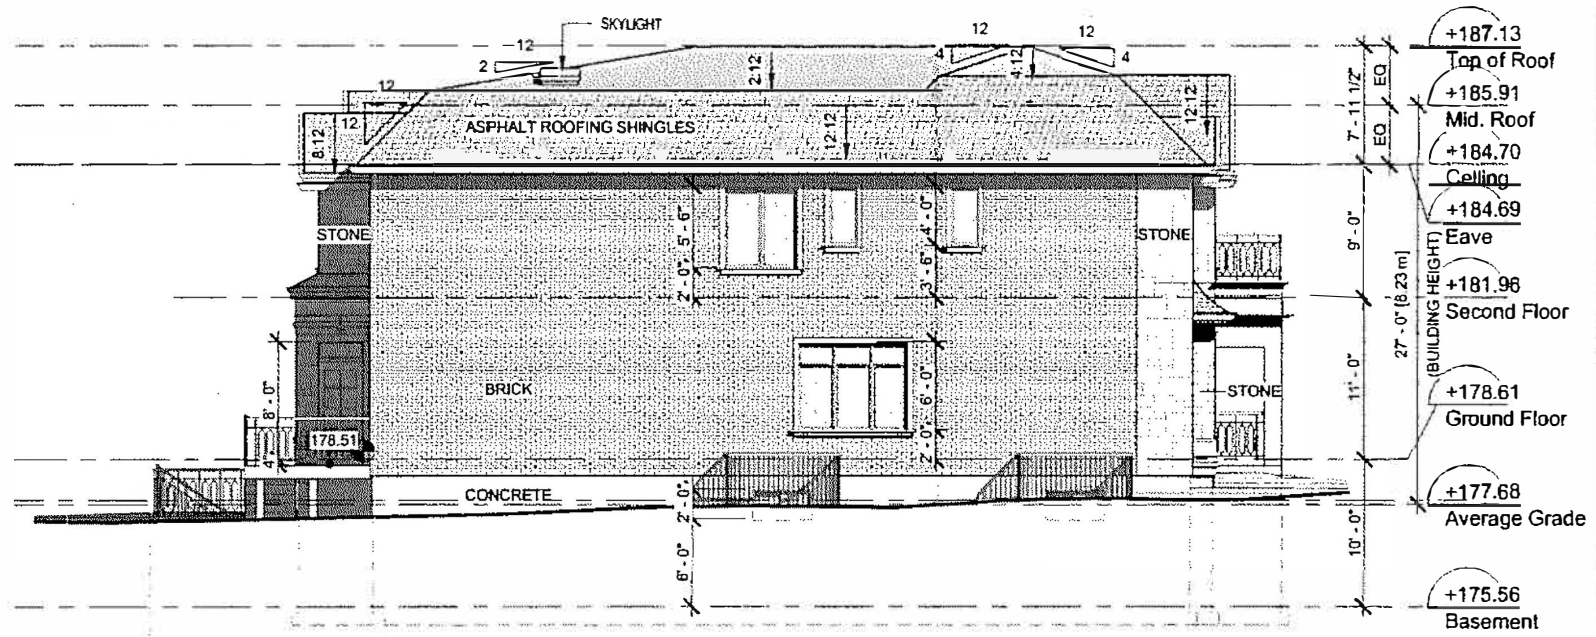 SKYLIGHT
12
2
12
12
8:12
ASPHALT ROOFING SHINGLES
2:12
12:12
12
4
4:12
12
4
12:12
STONE
2' - 0" 5' - 6"
3' - 6" 4' - 0"
STONE
8' - 0"
4"
178.51
BRICK
2' - 0" 6' - 0"
STONE
CONCRETE
2' - 0"
6' - 0"
7' - 11 1/2"
EQ
EQ
9' - 0"
11' - 0"
10' - 0"
27' - 0" [8.23 m]
(BUILDING HEIGHT)
+187.13
Top of Roof
+185.91
Mid. Roof
+184.70
Ceiling
+184.69
Eave
+181.96
Second Floor
+178.61
Ground Floor
+177.68
Average Grade
+175.56
Basement